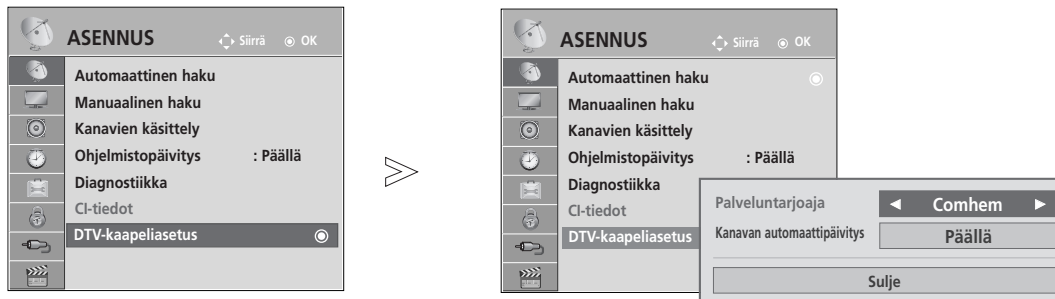 ASENNUS
Siirrä OK
Automaattinen haku
Manuaalinen haku
Kanavien käsittely
Ohjelmistopäivitys : Päällä
Diagnostiikka
CI-tiedot
DTV-kaapeliasetus
ASENNUS
Siirrä OK
Automaattinen haku
Manuaalinen haku
Kanavien käsittely
Ohjelmistopäivitys : Päällä
Diagnostiikka
CI-tiedot
DTV-kaapeliasetus
Palveluntarjoaja ◄ Comhem ►
Kanavan automaattipäivitys Päällä
Sulje